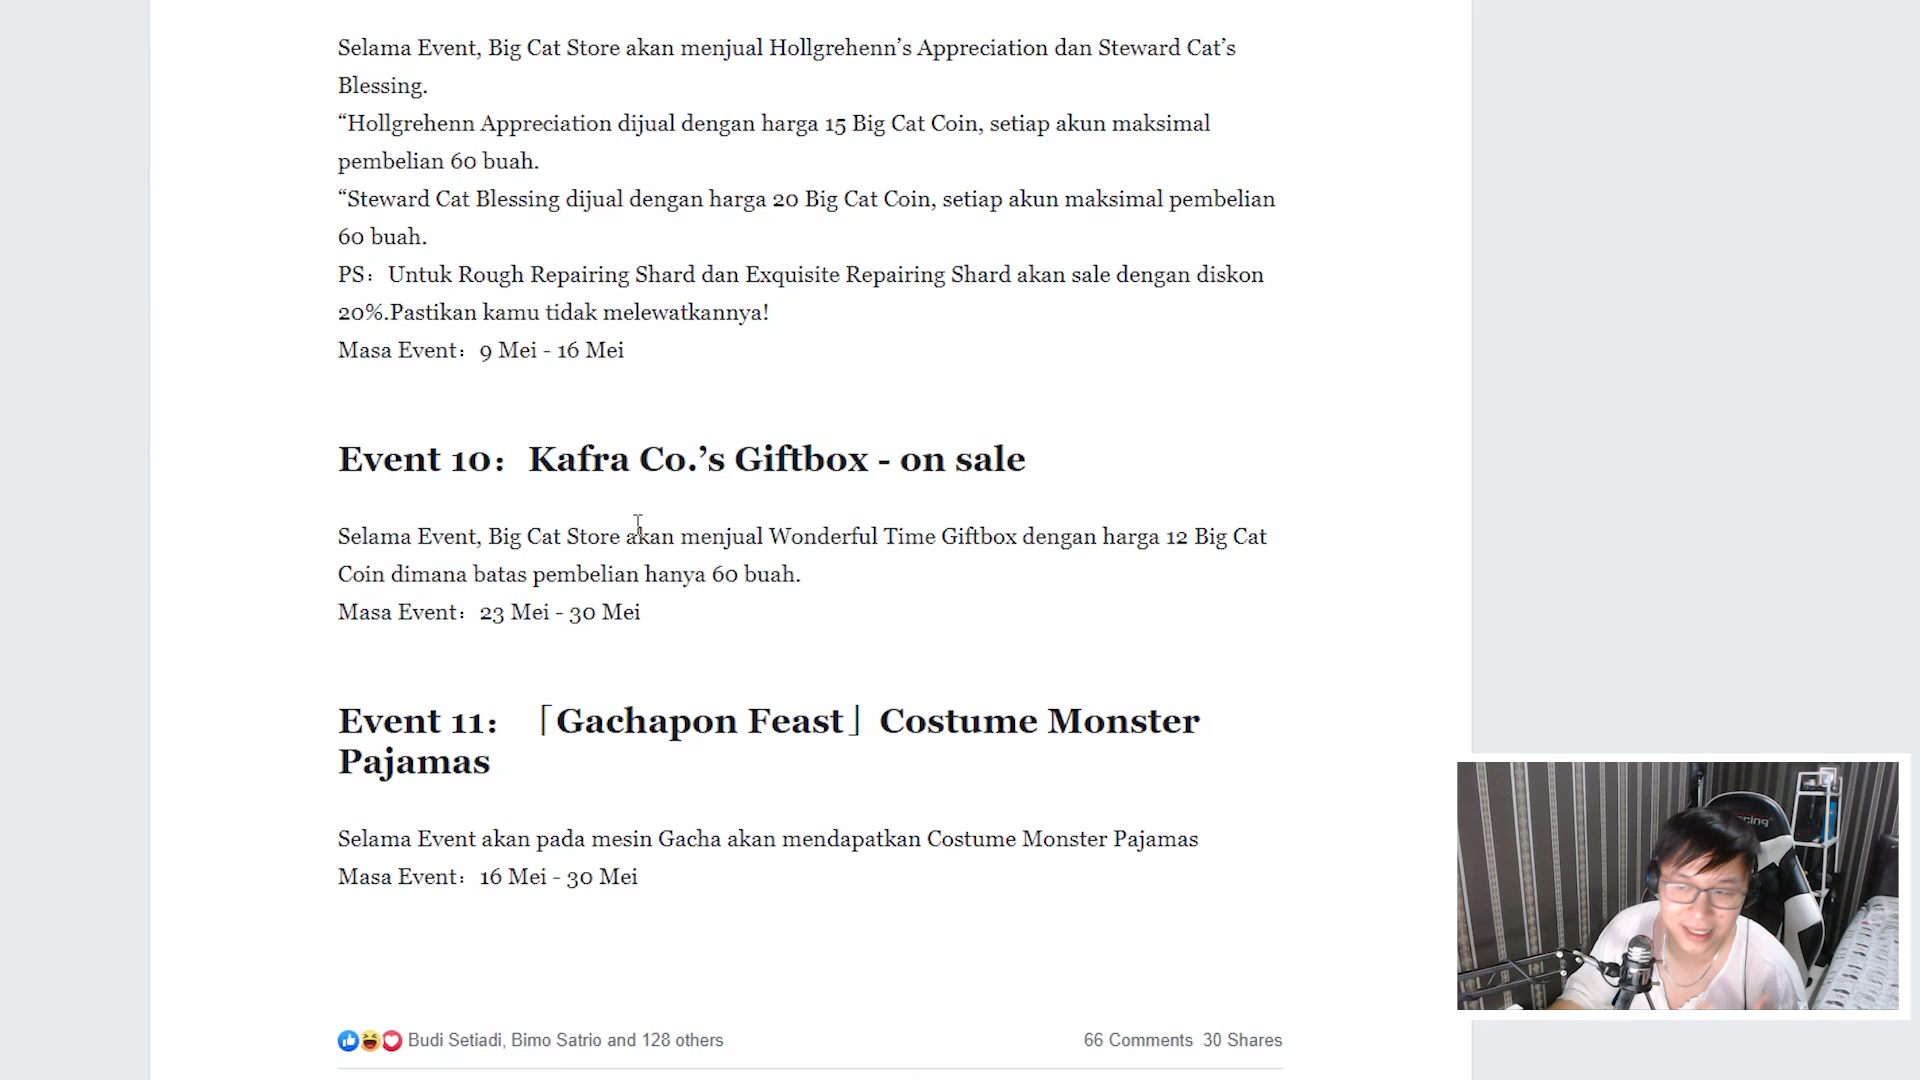 Selama Event, Big Cat Store akan menjual Hollgrehenn’s Appreciation dan Steward Cat’s
Blessing.
“Hollgrehenn Appreciation dijual dengan harga 15 Big Cat Coin, setiap akun maksimal
pembelian 60 buah.
“Steward Cat Blessing dijual dengan harga 20 Big Cat Coin, setiap akun maksimal pembelian
60 buah.
PS：Untuk Rough Repairing Shard dan Exquisite Repairing Shard akan sale dengan diskon
20%.Pastikan kamu tidak melewatkannya!
Masa Event：9 Mei - 16 Mei
Event 10：Kafra Co.’s Giftbox - on sale
Selama Event, Big Cat Store akan menjual Wonderful Time Giftbox dengan harga 12 Big Cat
Coin dimana batas pembelian hanya 60 buah.
Masa Event：23 Mei - 30 Mei
Event 11：「Gachapon Feast」Costume Monster
Pajamas
Selama Event akan pada mesin Gacha akan mendapatkan Costume Monster Pajamas
Masa Event：16 Mei - 30 Mei
Budi Setiadi, Bimo Satrio and 128 others
66 Comments 30 Shares